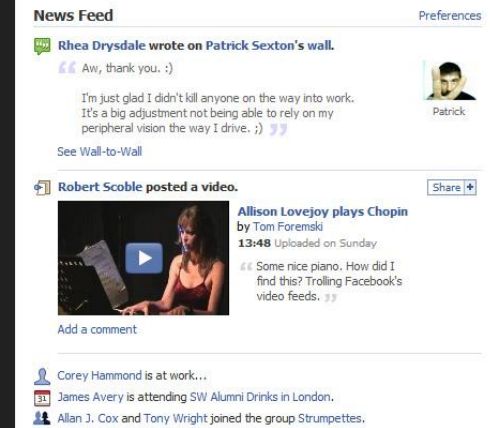 News Feed
Preferences
Rhea Drysdale wrote on Patrick Sexton's wall.
Aw, thank you. :)
I'm just glad I didn't kill anyone on the way into work.
It's a big adjustment not being able to rely on my
peripheral vision the way I drive. ;)
Patrick
See Wall-to-Wall
Robert Scoble posted a video.
Share +
Allison Lovejoy plays Chopin
by Tom Foremski
13:48 Uploaded on Sunday
Some nice piano. How did I
find this? Trolling Facebook's
video feeds.
Add a comment
Corey Hammond is at work...
31
James Avery is attending SW Alumni Drinks in London.
Allan J. Cox and Tony Wright joined the group Strumpettes.